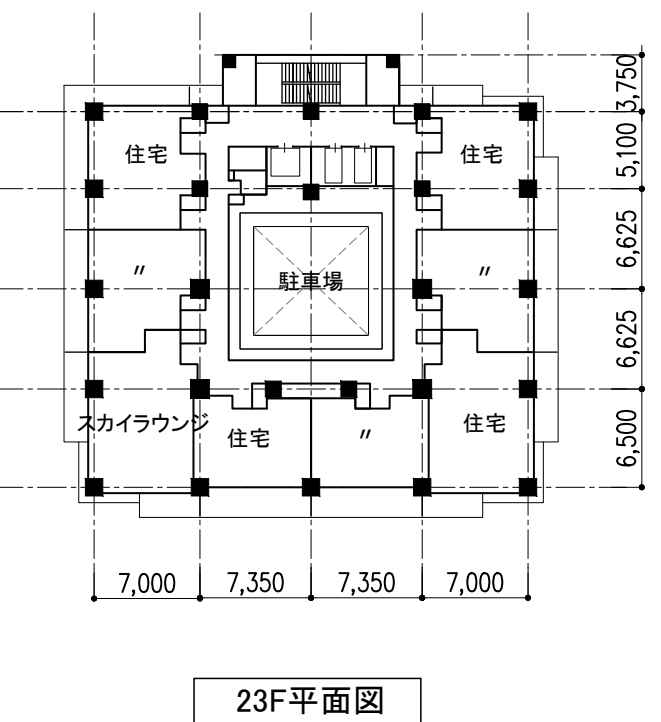 3,750
住宅
住宅
5,100
〃
〃
6,625
駐車場
6,625
スカイラウンジ
住宅
〃
住宅
6,500
7,000
7,350
7,350
7,000
23F平面図